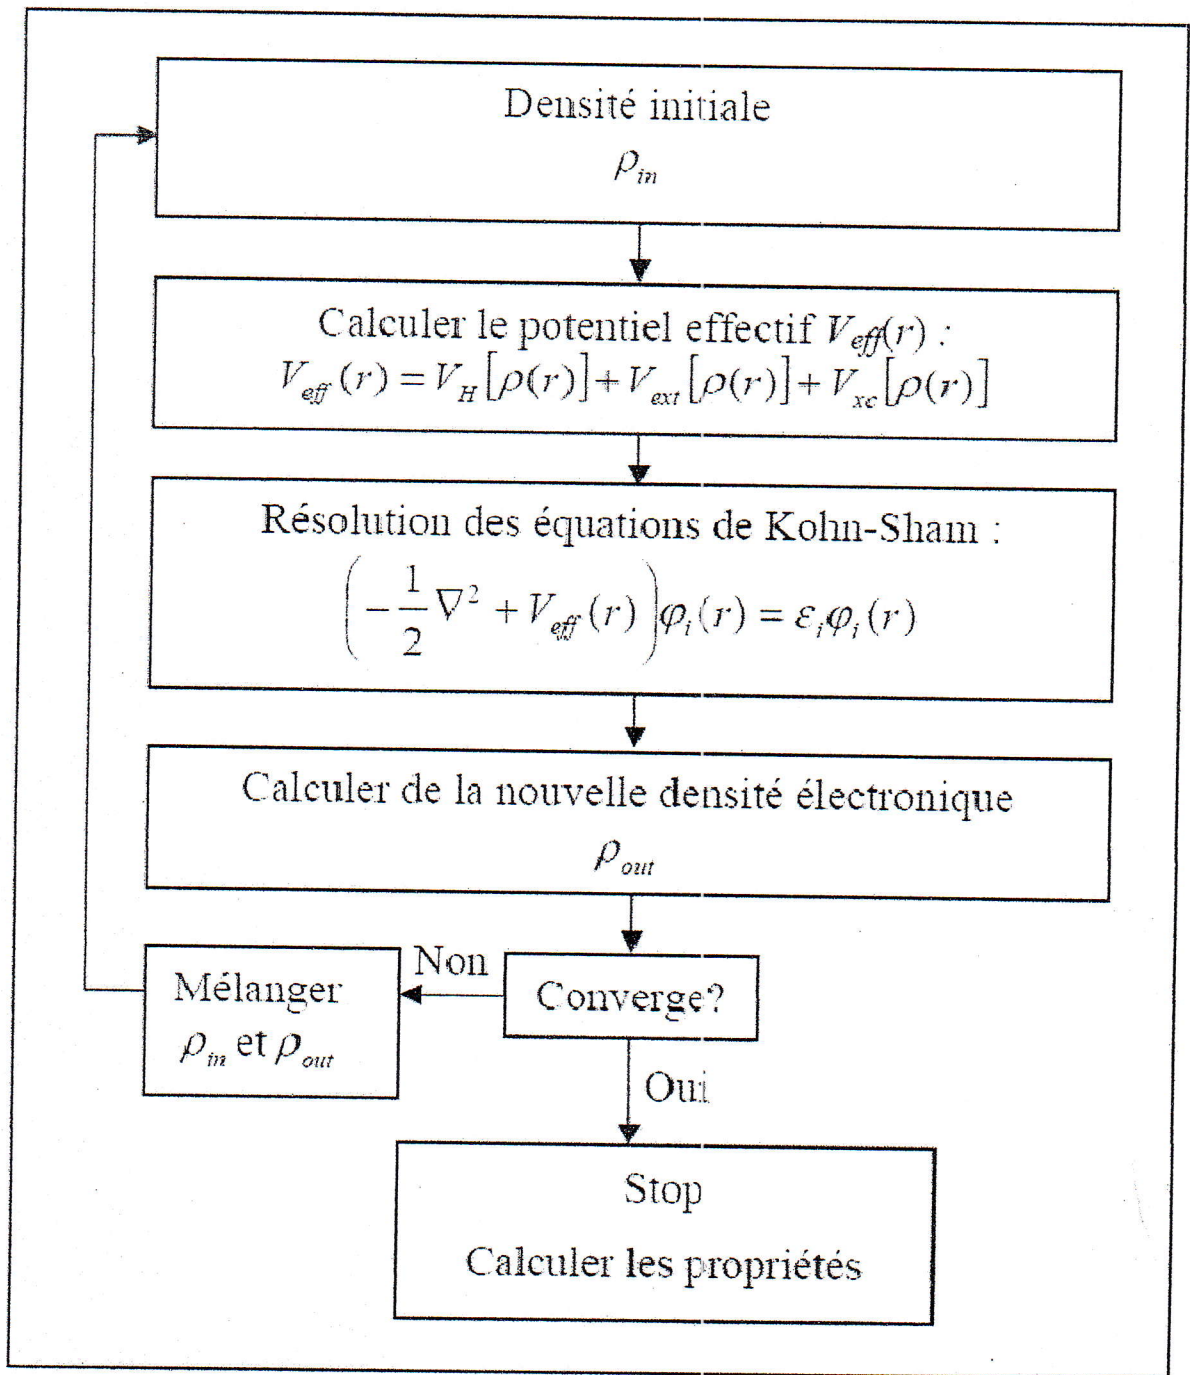 Densité initiale
ρ_in
Calculer le potentiel effectif V_eff(r) :
V_eff (r) = V_H [ρ(r)] + V_ext [ρ(r)] + V_xc [ρ(r)]
Résolution des équations de Kohn-Sham :
(-1/2 ∇² + V_eff (r)) φ_i (r) = ε_i φ_i (r)
Calculer de la nouvelle densité électronique
ρ_out
Non
Mélanger
ρ_in et ρ_out
Converge?
Oui
Stop
Calculer les propriétés